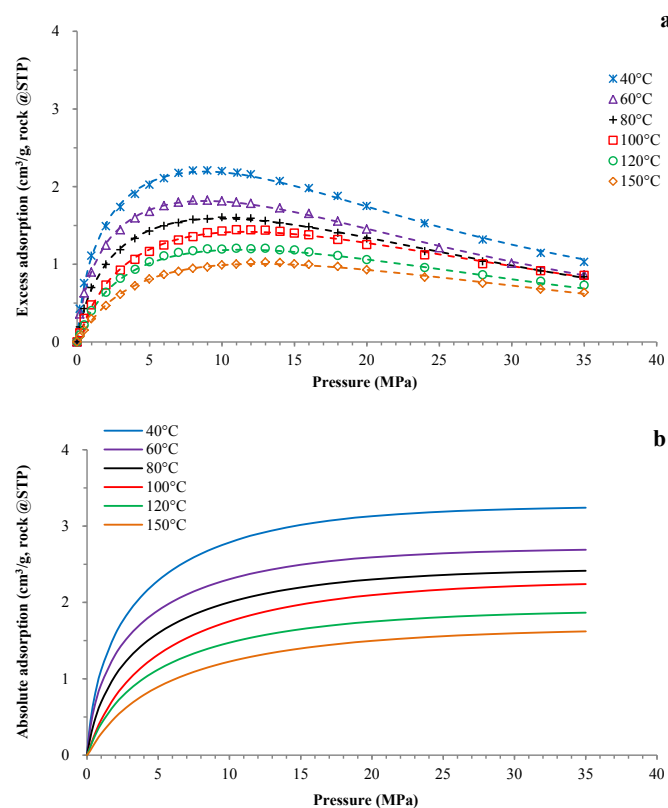 a
4
3
2
1
0
Excess adsorption (cm³/g, rock @STP)
40°C
60°C
80°C
100°C
120°C
150°C
0 5 10 15 20 25 30 35 40
Pressure (MPa)
b
40°C
60°C
80°C
100°C
120°C
150°C
4
3
2
1
0
Absolute adsorption (cm³/g, rock @STP)
0 5 10 15 20 25 30 35 40
Pressure (MPa)